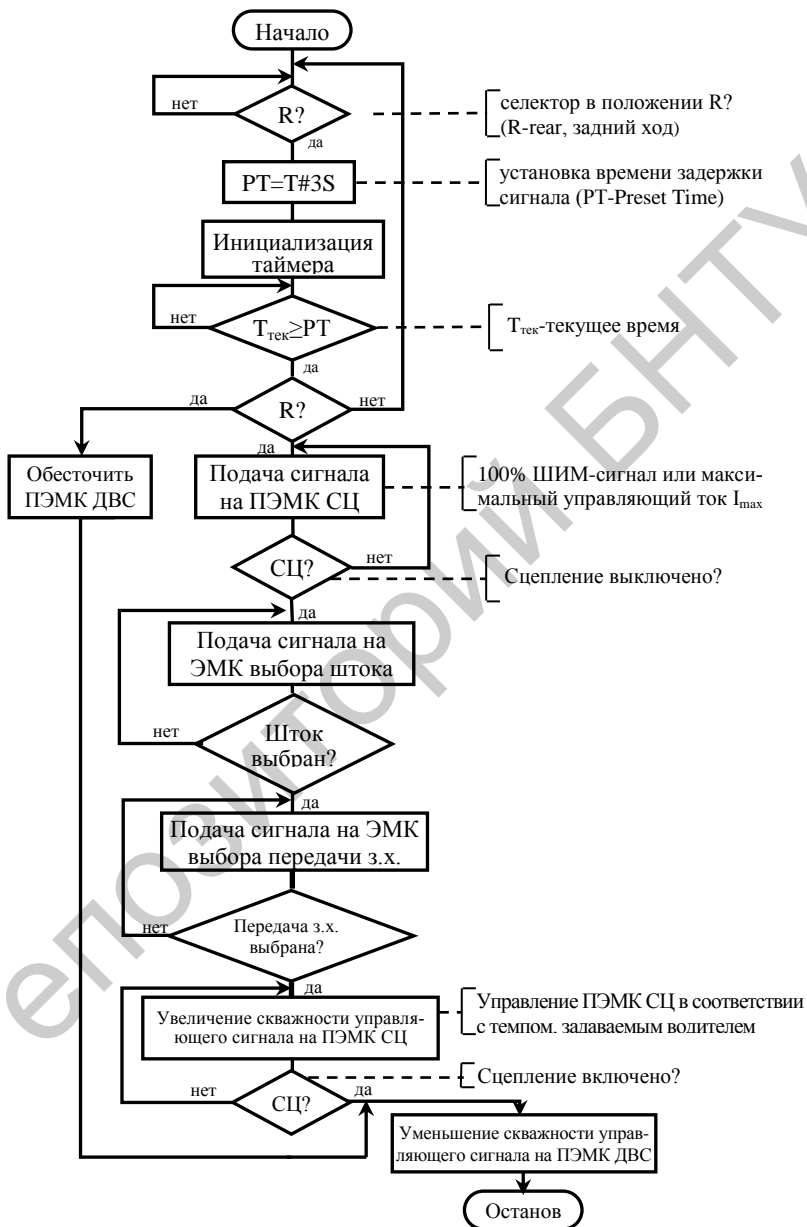 Начало
нет
R?
да
селектор в положении R?
(R-rear, задний ход)
PT=T#3S
установка времени задержки
сигнала (PT-Preset Time)
Инициализация
таймера
нет
Tтек≥PT
Tтек-текущее время
да
да
R?
нет
да
Обесточить
ПЭМК ДВС
Подача сигнала
на ПЭМК СЦ
100% ШИМ-сигнал или макси-
мальный управляющий ток Imax
СЦ?
нет
Сцепление выключено?
да
Подача сигнала на
ЭМК выбора штока
нет
Шток
выбран?
да
Подача сигнала на ЭМК
выбора передачи з.х.
нет
Передача з.х.
выбрана?
да
Увеличение скважности управля-
ющего сигнала на ПЭМК СЦ
Управление ПЭМК СЦ в соответствии
с темпом, задаваемым водителем
нет
СЦ?
да
Сцепление включено?
Уменьшение скважности управ-
ляющего сигнала на ПЭМК ДВС
Останов
епозиторий БНТУ